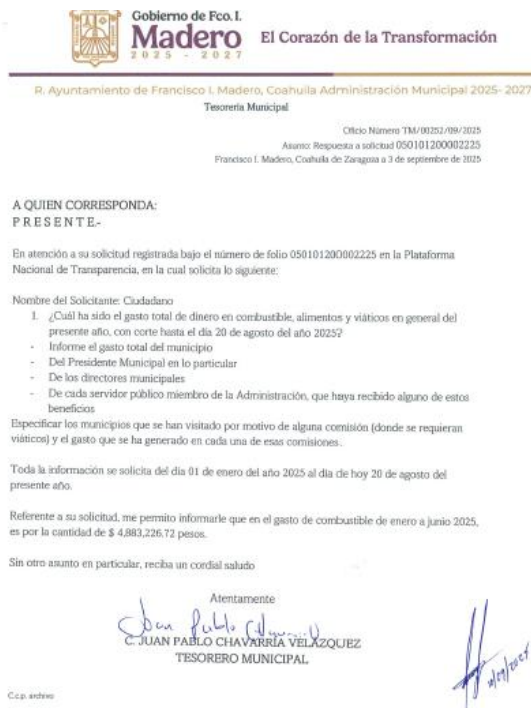 Gobierno de Fco. I.
Madero
2025 - 2027
El Corazón de la Transformación
R. Ayuntamiento de Francisco I. Madero, Coahuila Administración Municipal 2025- 2027
Tesorería Municipal
Oficio Número TM/00252/09/2025
Asunto: Respuesta a solicitud 050101200002225
Francisco I. Madero, Coahuila de Zaragoza a 3 de septiembre de 2025
A QUIEN CORRESPONDA:
P R E S E N T E.-
En atención a su solicitud registrada bajo el número de folio 050101200002225 en la Plataforma
Nacional de Transparencia, en la cual solicita lo siguiente:
Nombre del Solicitante: Ciudadano
1. ¿Cuál ha sido el gasto total de dinero en combustible, alimentos y viáticos en general del
presente año, con corte hasta el día 20 de agosto del año 2025?
- Informe el gasto total del municipio
- Del Presidente Municipal en lo particular
- De los directores municipales
- De cada servidor público miembro de la Administración, que haya recibido alguno de estos
beneficios
Especificar los municipios que se han visitado por motivo de alguna comisión (donde se requieran
viáticos) y el gasto que se ha generado en cada una de esas comisiones.
Toda la información se solicita del día 01 de enero del año 2025 al día de hoy 20 de agosto del
presente año.
Referente a su solicitud, me permito informarle que en el gasto de combustible de enero a junio 2025,
es por la cantidad de $ 4,883,226.72 pesos.
Sin otro asunto en particular, reciba un cordial saludo
Atentamente
Juan Pablo
C. JUAN PABLO CHAVARRÍA VELÁZQUEZ
TESORERO MUNICIPAL
C.c.p. archivo